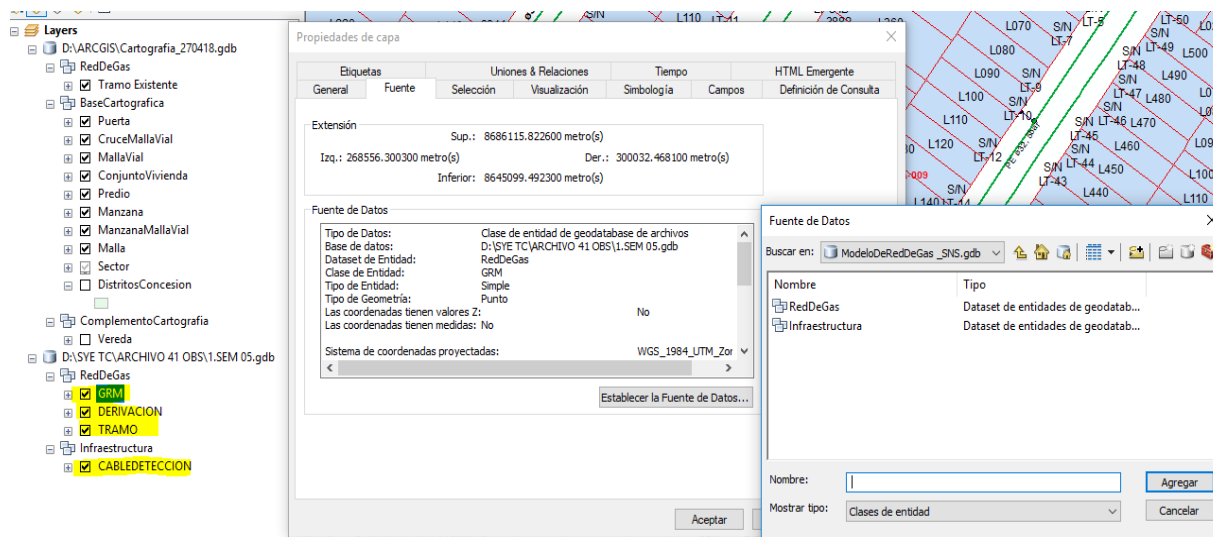 Layers
D:\ARCGIS\Cartografia_270418.gdb
RedDeGas
Tramo Existente
BaseCartografica
Puerta
CruceMallaVial
MallaVial
ConjuntoVivienda
Predio
Manzana
ManzanaMallaVial
Malla
Sector
DistritosConcesion
ComplementoCartografia
Vereda
D:\SYE TC\ARCHIVO 41 OBS\1.SEM 05.gdb
RedDeGas
GRM
DERIVACION
TRAMO
Infraestructura
CABLEDETECCION
Propiedades de capa
Etiquetas Uniones & Relaciones Tiempo HTML Emergente
General Fuente Selección Visualización Simbología Campos Definición de Consulta
Extensión
Sup.: 8686115.822600 metro(s)
Izq.: 268556.300300 metro(s) Der.: 300032.468100 metro(s)
Inferior: 8645099.492300 metro(s)
Fuente de Datos
Tipo de Datos: Clase de entidad de geodatabase de archivos
Base de datos: D:\SYE TC\ARCHIVO 41 OBS\1.SEM 05.gdb
Dataset de Entidad: RedDeGas
Clase de Entidad: GRM
Tipo de Entidad: Simple
Tipo de Geometría: Punto
Las coordenadas tienen valores Z: No
Las coordenadas tienen medidas: No
Sistema de coordenadas proyectadas: WGS_1984_UTM_Zor
Establecer la Fuente de Datos...
Aceptar
S/N
L110
L070 S/N LT-5 LT-50
S/N
L080 LT-7 S/N LT-49 L500
LT-48
L090 S/N S/N L490
LT-9 LT-47 L480
L100 S/N S/N
L110 LT-10 S/N LT-46 L470
LT-45
L120 S/N S/N L460 L09
LT-12 LT-44 L450
009 LT-43 L100
S/N L440
L140 L110
Fuente de Datos
Buscar en: ModeloDeRedDeGas _SNS.gdb
Nombre Tipo
RedDeGas Dataset de entidades de geodatab...
Infraestructura Dataset de entidades de geodatab...
Nombre: Agregar
Mostrar tipo: Clases de entidad Cancelar